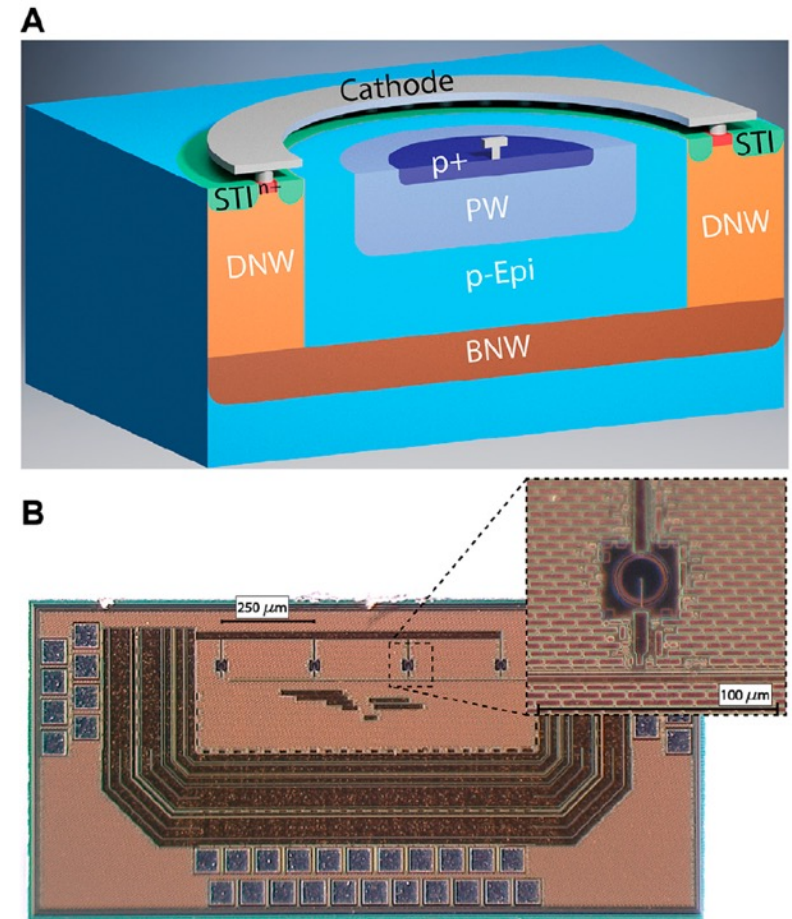 A
Cathode
p+
STI n+
STI
PW
DNW
DNW
p-Epi
BNW
B
250 μm
100 μm